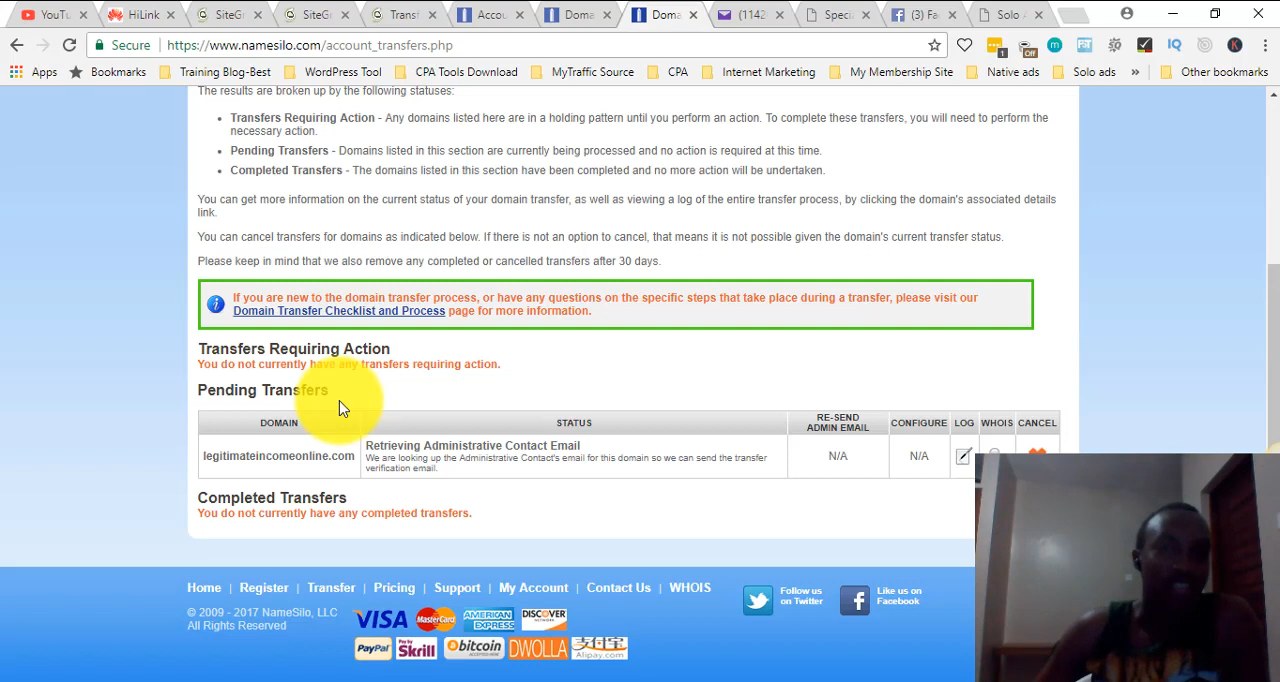 YouTu
HiLink
SiteG
SiteG
Transf
Accou
Doma
Doma
(1142
Speci
(3) Fa
Solo A
Secure
https://www.namesilo.com/account_transfers.php
1
Off
m
IQ
K
Apps
Bookmarks
Training Blog-Best
WordPress Tool
CPA Tools Download
MyTraffic Source
CPA
Internet Marketing
My Membership Site
Native ads
Solo ads
»
Other bookmarks
The results are broken up by the following statuses:
Transfers Requiring Action - Any domains listed here are in a holding pattern until you perform an action. To complete these transfers, you will need to perform the
necessary action.
Pending Transfers - Domains listed in this section are currently being processed and no action is required at this time.
Completed Transfers - The domains listed in this section have been completed and no more action will be undertaken.
You can get more information on the current status of your domain transfer, as well as viewing a log of the entire transfer process, by clicking the domain's associated details
link.
You can cancel transfers for domains as indicated below. If there is not an option to cancel, that means it is not possible given the domain's current transfer status.
Please keep in mind that we also remove any completed or cancelled transfers after 30 days.
If you are new to the domain transfer process, or have any questions on the specific steps that take place during a transfer, please visit our
Domain Transfer Checklist and Process page for more information.
Transfers Requiring Action
You do not currently have any transfers requiring action.
Pending Transfers
DOMAIN
STATUS
RE-SEND
ADMIN EMAIL
CONFIGURE
LOG
WHOIS
CANCEL
legitimateincomeonline.com
Retrieving Administrative Contact Email
We are looking up the Administrative Contact's email for this domain so we can send the transfer
verification email.
N/A
N/A
Completed Transfers
You do not currently have any completed transfers.
Home | Register | Transfer | Pricing | Support | My Account | Contact Us | WHOIS
© 2009 - 2017 NameSilo, LLC
All Rights Reserved
VISA
MasterCard
AMERICAN
EXPRESS
DISCOVER
NETWORK
PayPal
Pay by
Skrill
bitcoin
ACCEPTED HERE
DWOLLA
支付宝
Alipay.com
Follow us
on Twitter
Like us on
Facebook